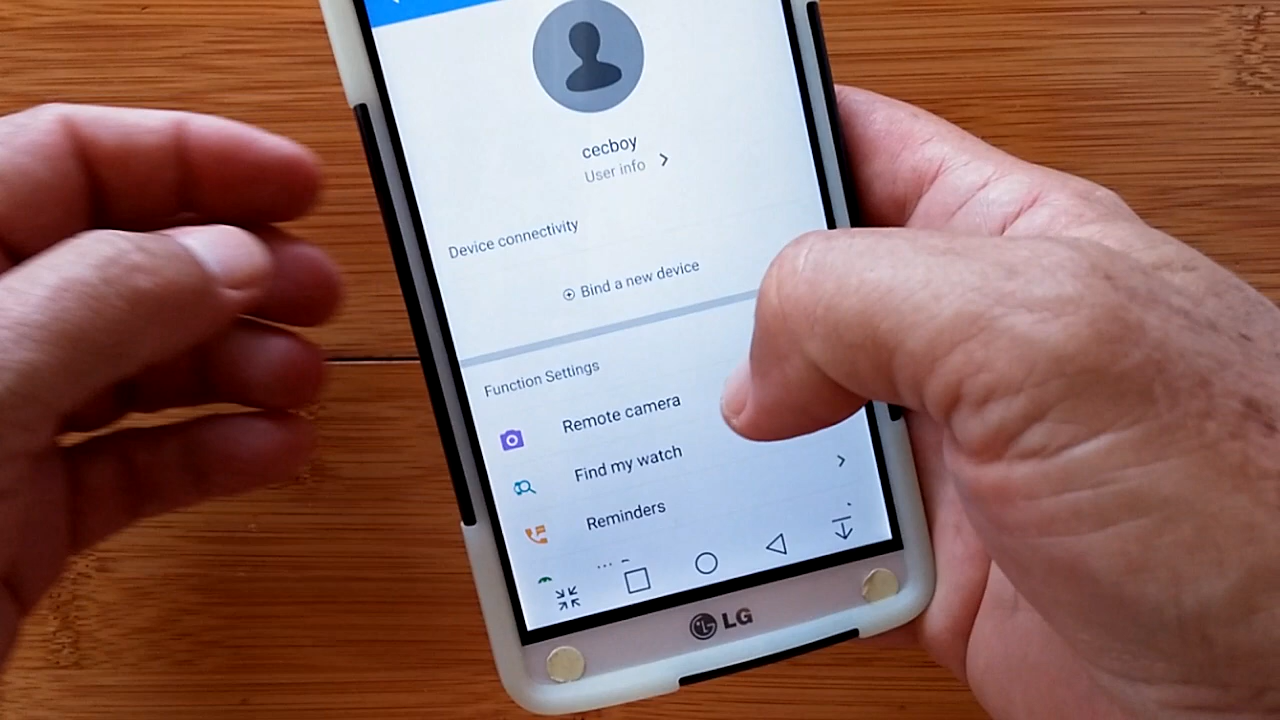 cecboy
User info
Device connectivity
Bind a new device
Function Settings
Remote camera
Find my watch
Reminders
LG